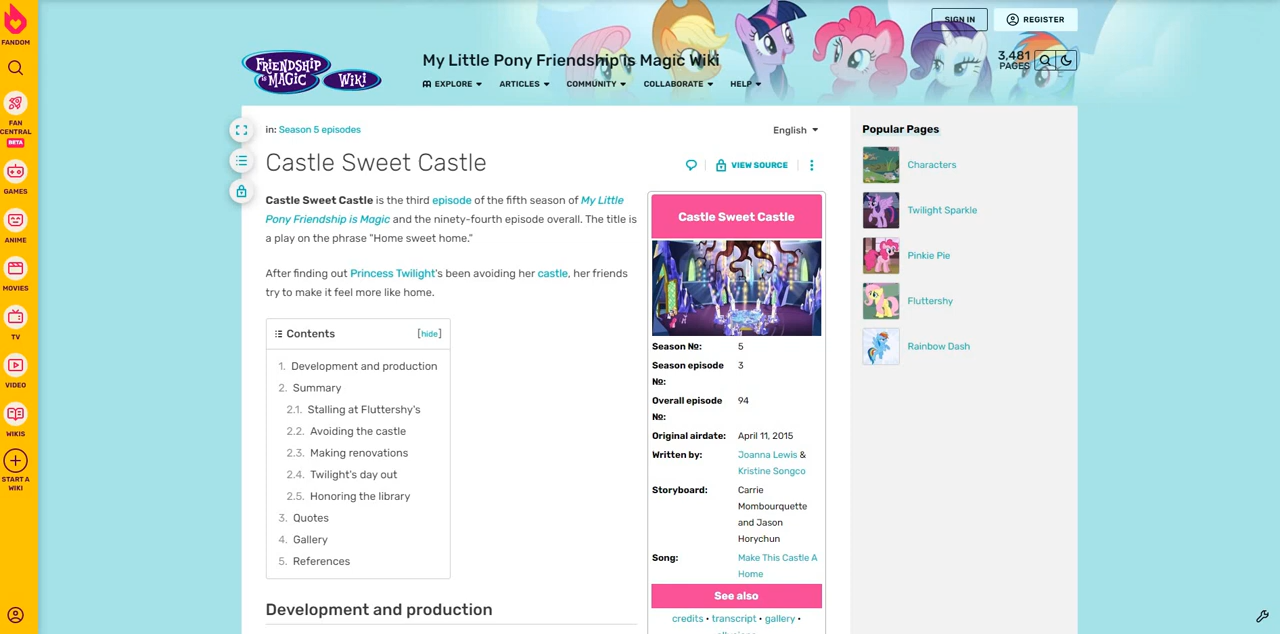 FANDOM
FAN
CENTRAL
BETA
GAMES
ANIME
MOVIES
TV
VIDEO
WIKIS
START A
WIKI
SIGN IN
REGISTER
FRIENDSHIP
IS MAGIC
WIKI
My Little Pony Friendship is Magic Wiki
3,481
PAGES
EXPLORE
ARTICLES
COMMUNITY
COLLABORATE
HELP
in: Season 5 episodes
English
Castle Sweet Castle
VIEW SOURCE
Castle Sweet Castle is the third episode of the fifth season of My Little
Pony Friendship is Magic and the ninety-fourth episode overall. The title is
a play on the phrase "Home sweet home."
After finding out Princess Twilight's been avoiding her castle, her friends
try to make it feel more like home.
Contents [hide]
1. Development and production
2. Summary
2.1. Stalling at Fluttershy's
2.2. Avoiding the castle
2.3. Making renovations
2.4. Twilight's day out
2.5. Honoring the library
3. Quotes
4. Gallery
5. References
Development and production
Castle Sweet Castle
Season №: 5
Season episode 3
№:
Overall episode 94
№:
Original airdate: April 11, 2015
Written by: Joanna Lewis &
Kristine Songco
Storyboard: Carrie
Mombourquette
and Jason
Horychun
Song: Make This Castle A
Home
See also
credits • transcript • gallery •
Popular Pages
Characters
Twilight Sparkle
Pinkie Pie
Fluttershy
Rainbow Dash